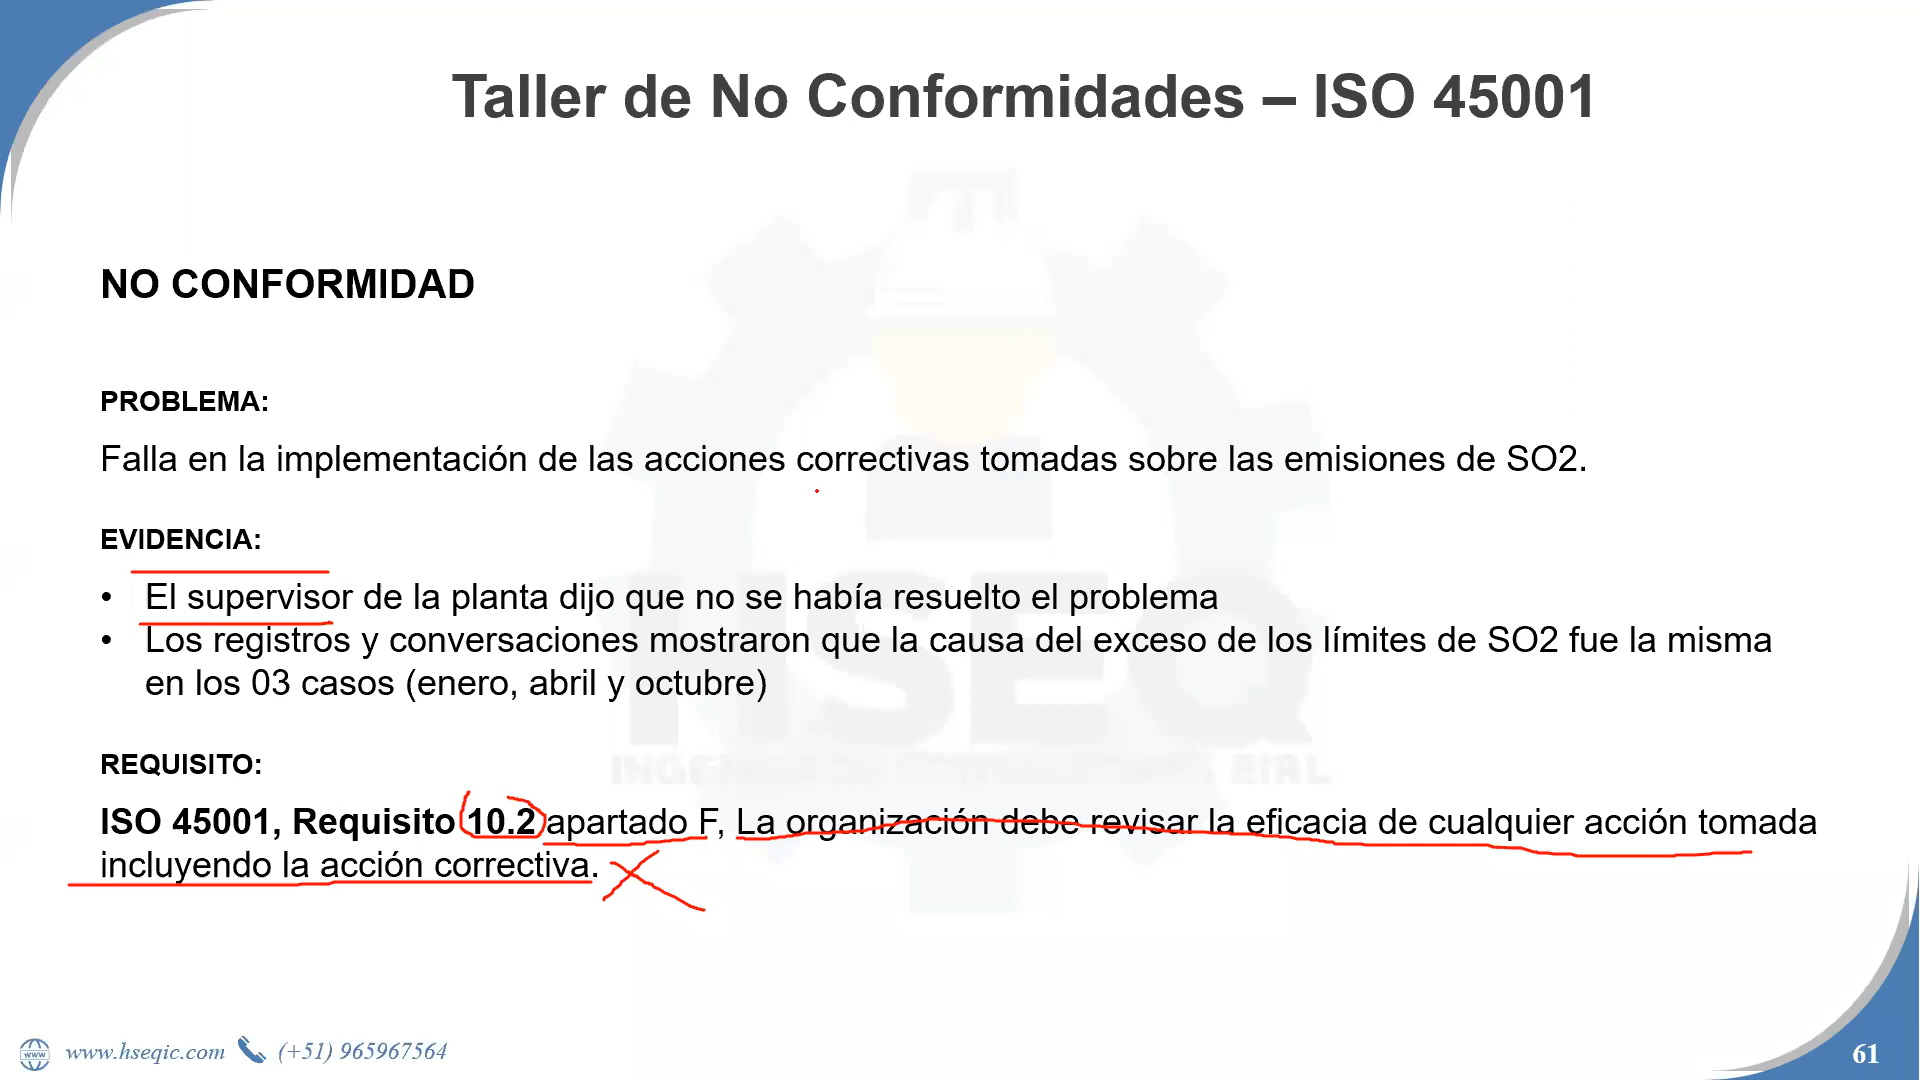 Taller de No Conformidades – ISO 45001
NO CONFORMIDAD
PROBLEMA:
Falla en la implementación de las acciones correctivas tomadas sobre las emisiones de SO2.
EVIDENCIA:
• El supervisor de la planta dijo que no se había resuelto el problema
• Los registros y conversaciones mostraron que la causa del exceso de los límites de SO2 fue la misma
en los 03 casos (enero, abril y octubre)
HSEQ
REQUISITO:
ISO 45001, Requisito 10.2 apartado F, La organización debe revisar la eficacia de cualquier acción tomada
incluyendo la acción correctiva.
www.hseqic.com (+51) 965967564
61